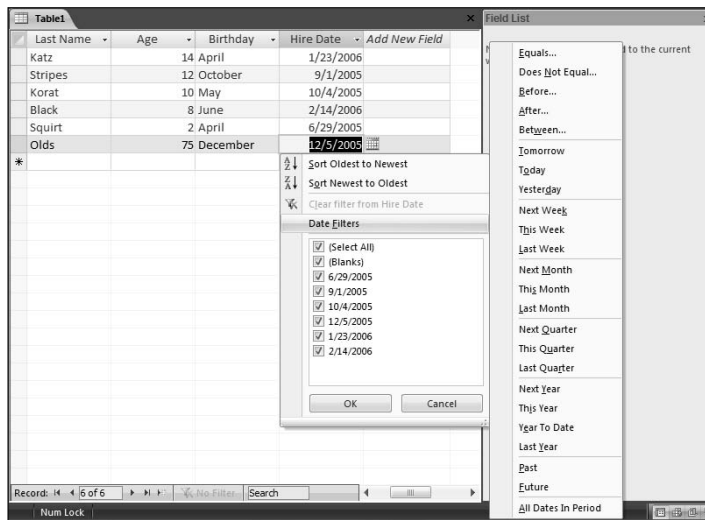 Table1
Last Name Age Birthday Hire Date Add New Field
Katz 14 April 1/23/2006
Stripes 12 October 9/1/2005
Korat 10 May 10/4/2005
Black 8 June 2/14/2006
Squirt 2 April 6/29/2005
Olds 75 December 12/5/2005
Sort Oldest to Newest
Sort Newest to Oldest
Clear filter from Hire Date
Date Filters
(Select All)
(Blanks)
6/29/2005
9/1/2005
10/4/2005
12/5/2005
1/23/2006
2/14/2006
OK Cancel
Record: 6 of 6 No Filter Search
Num Lock
Field List
d to the current
Equals...
Does Not Equal...
Before...
After...
Between...
Tomorrow
Today
Yesterday
Next Week
This Week
Last Week
Next Month
This Month
Last Month
Next Quarter
This Quarter
Last Quarter
Next Year
This Year
Year To Date
Last Year
Past
Future
All Dates In Period